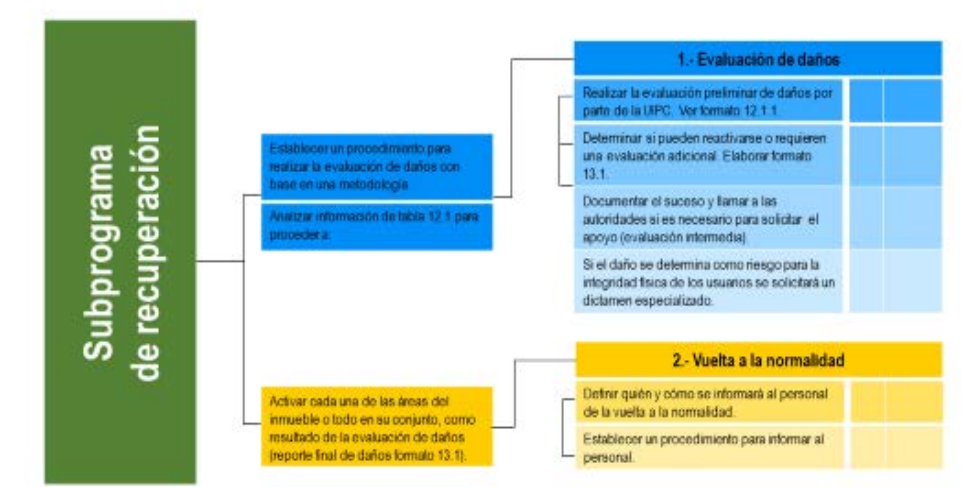 Subprograma
de recuperación
Establecer un procedimiento para
realizar la evaluación de daños con
base en una metodología.
Analizar información de tabla 12.1 para
proceder a:
1.- Evaluación de daños
Realizar la evaluación preliminar de daños por
parte de la UIPC. Ver formato 12.1.1.
Determinar si pueden reactivarse o requieren
una evaluación adicional. Elaborar formato
13.1.
Documentar el suceso y llamar a las
autoridades si es necesario para solicitar el
apoyo (evaluación intermedia).
Si el daño se determina como riesgo para la
integridad física de los usuarios se solicitará un
dictamen especializado.
Activar cada una de las áreas del
inmueble o todo en su conjunto, como
resultado de la evaluación de daños
(reporte final de daños formato 13.1).
2.- Vuelta a la normalidad
Definir quién y cómo se informará al personal
de la vuelta a la normalidad.
Establecer un procedimiento para informar al
personal.